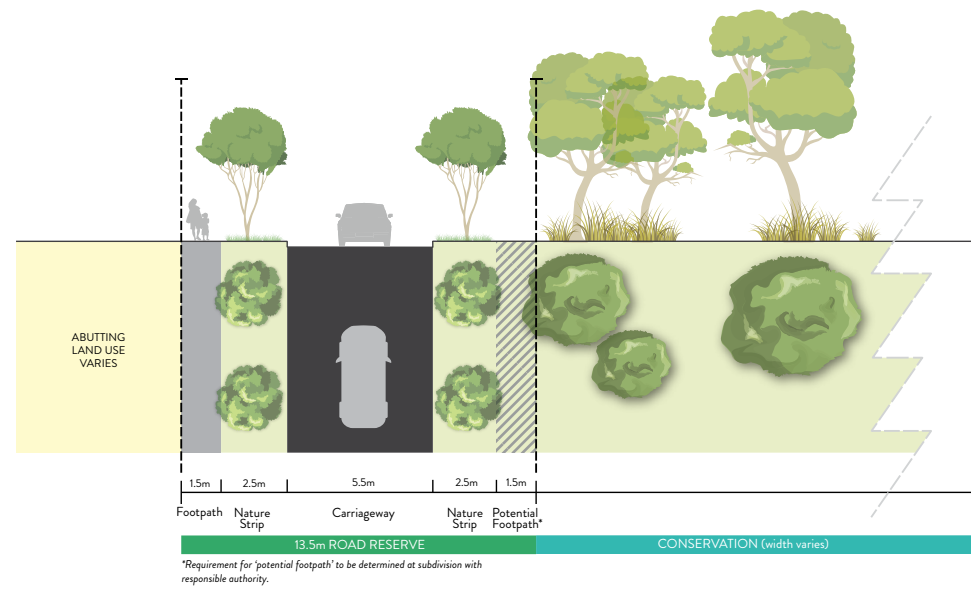 ABUTTING
LAND USE
VARIES
1.5m 2.5m 5.5m 2.5m 1.5m
Footpath Nature Strip Carriageway Nature Strip Potential Footpath*
13.5m ROAD RESERVE
CONSERVATION (width varies)
*Requirement for ‘potential footpath’ to be determined at subdivision with
responsible authority.